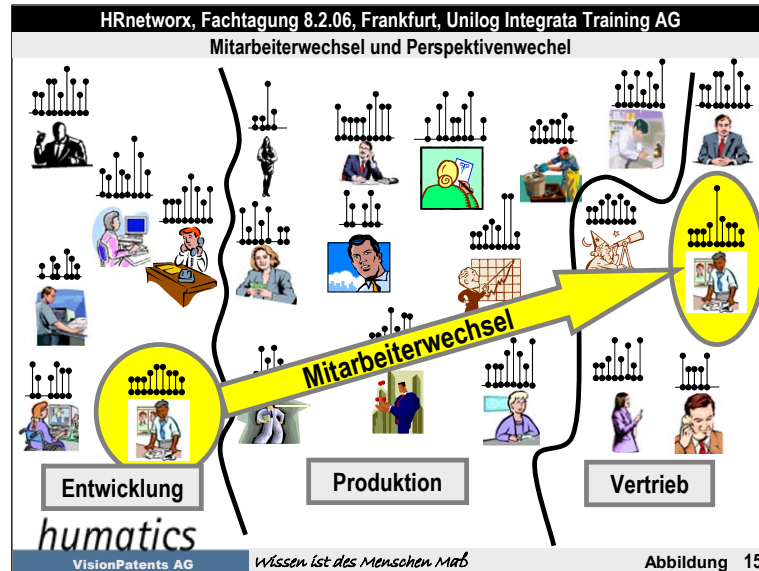 HRnetworx, Fachtagung 8.2.06, Frankfurt, Unilog Integrata Training AG
Mitarbeiterwechsel und Perspektivenwechel
Mitarbeiterwechsel
Entwicklung
Produktion
Vertrieb
humatics
VisionPatents AG
Wissen ist des Menschen Maß
Abbildung 15